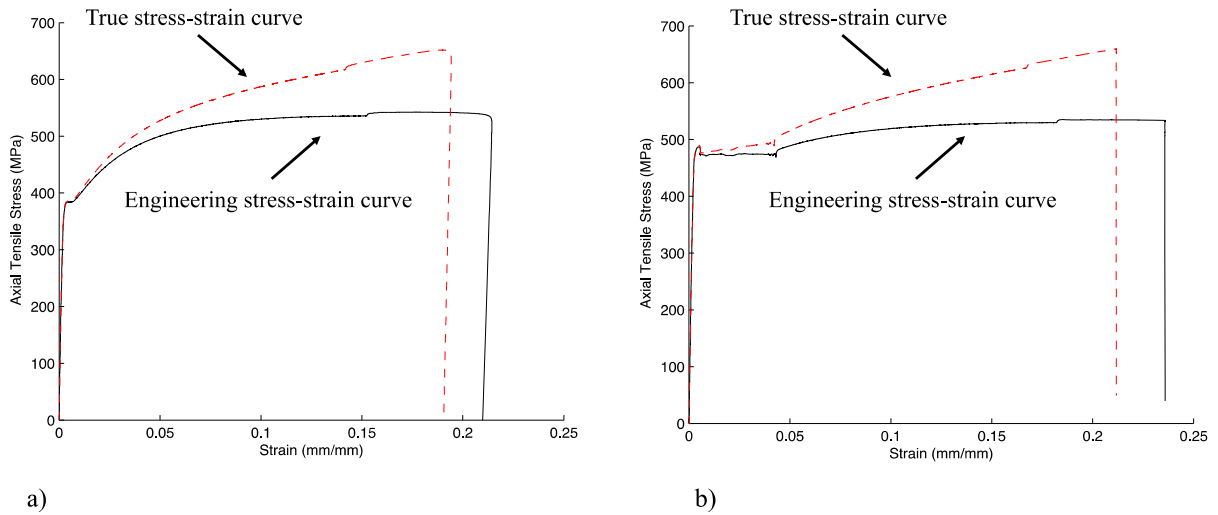 True stress-strain curve
700
600
500
400
300
200
100
0
Axial Tensile Stress (MPa)
Engineering stress-strain curve
0
0.05
0.1
0.15
0.2
0.25
Strain (mm/mm)
a)
True stress-strain curve
700
600
500
400
300
200
100
0
Axial Tensile Stress (MPa)
Engineering stress-strain curve
0
0.05
0.1
0.15
0.2
0.25
Strain (mm/mm)
b)